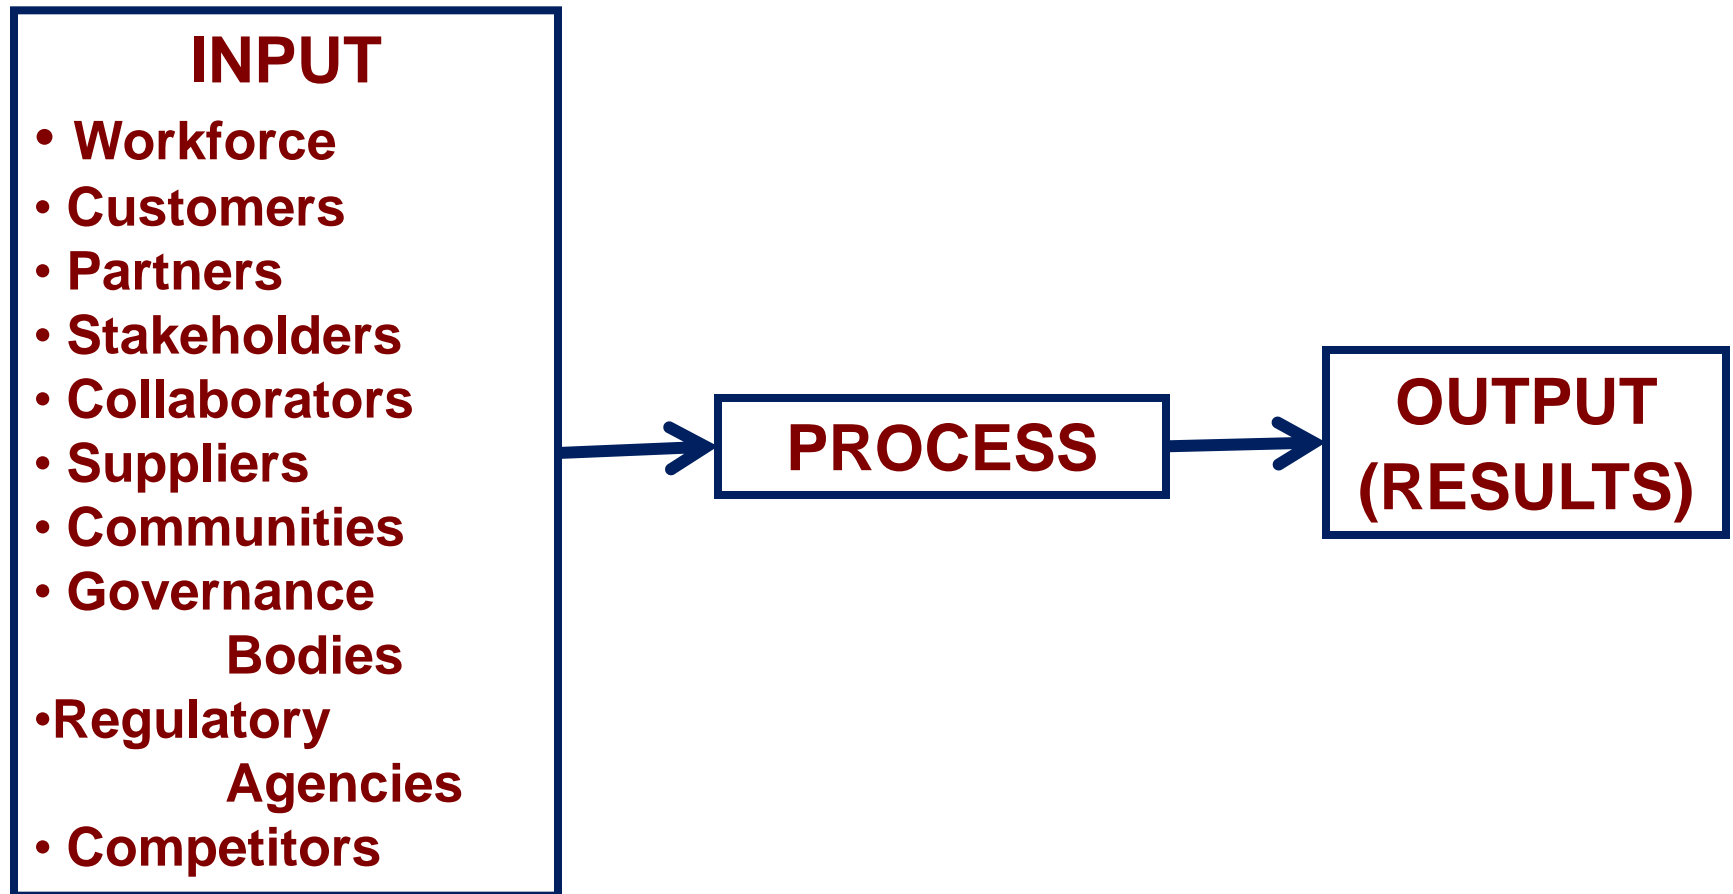 INPUT
• Workforce
• Customers
• Partners
• Stakeholders
• Collaborators
• Suppliers
• Communities
• Governance
Bodies
•Regulatory
Agencies
• Competitors
PROCESS
OUTPUT
(RESULTS)